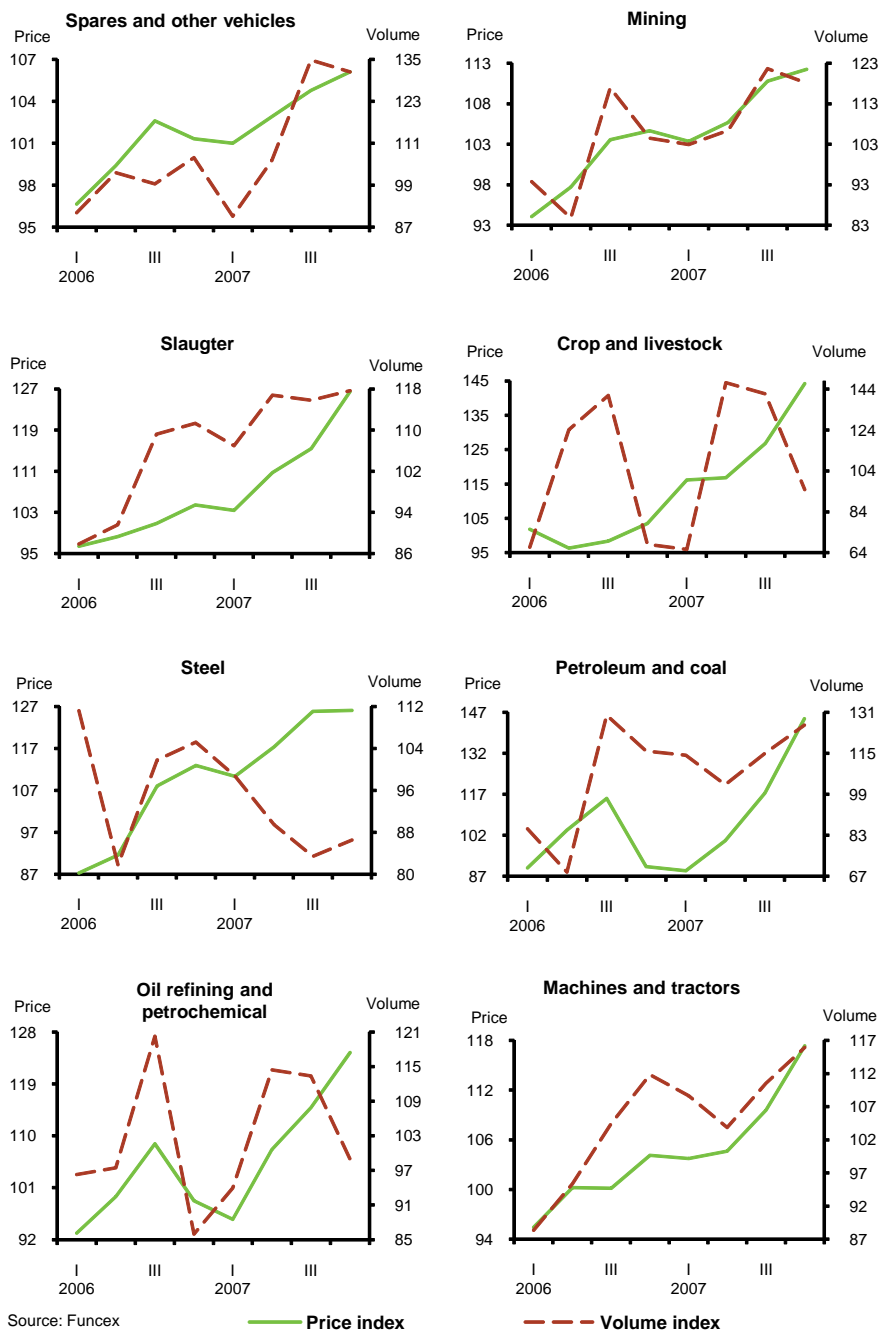 Spares and other vehicles
Price
Volume
107
104
101
98
95
135
123
111
99
87
I
III
I
III
2006
2007
Mining
Price
Volume
113
108
103
98
93
123
113
103
93
83
I
III
I
III
2006
2007
Slaugter
Price
Volume
127
119
111
103
95
118
110
102
94
86
I
III
I
III
2006
2007
Crop and livestock
Price
Volume
145
135
125
115
105
95
144
124
104
84
64
I
III
I
III
2006
2007
Steel
Price
Volume
127
117
107
97
87
112
104
96
88
80
I
III
I
III
2006
2007
Petroleum and coal
Price
Volume
147
132
117
102
87
131
115
99
83
67
I
III
I
III
2006
2007
Oil refining and
petrochemical
Price
Volume
128
119
110
101
92
121
115
109
103
97
91
85
I
III
I
III
2006
2007
Machines and tractors
Price
Volume
118
112
106
100
94
117
112
107
102
97
92
87
I
III
I
III
2006
2007
Source: Funcex
Price index
Volume index